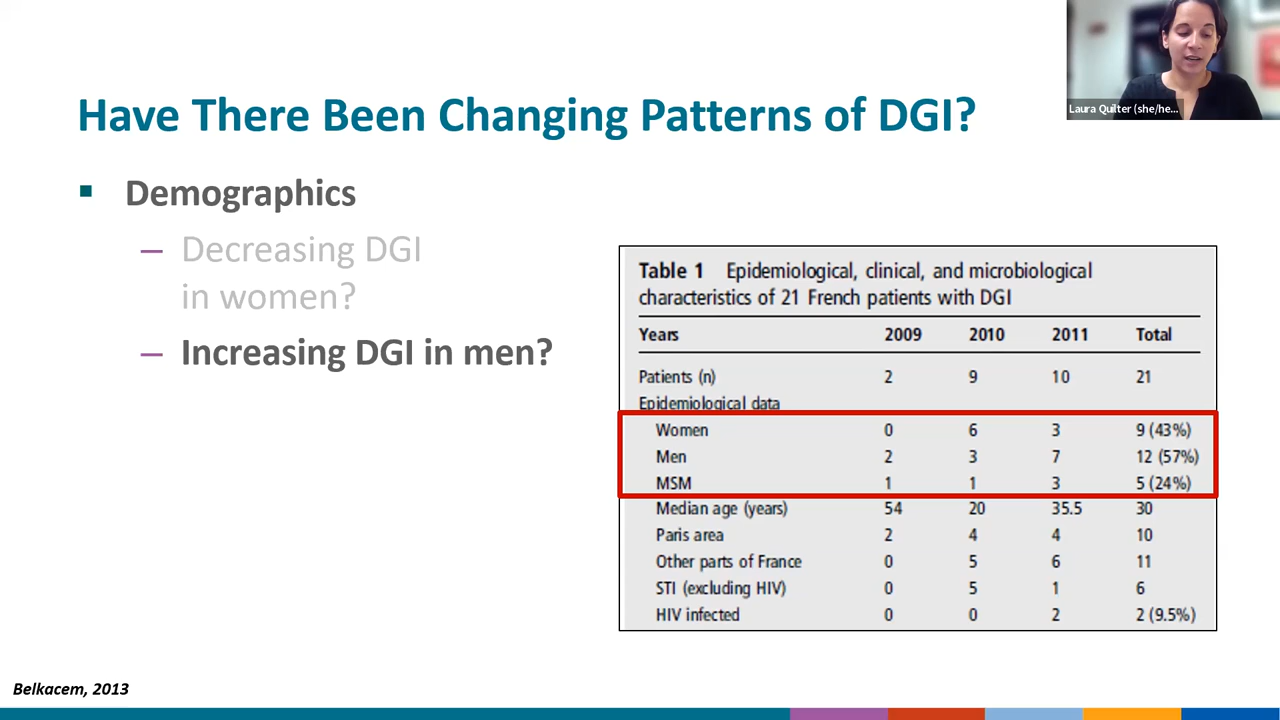 Laura Quilter (she/he...
Have There Been Changing Patterns of DGI?
Demographics
– Decreasing DGI
in women?
– Increasing DGI in men?
Table 1 Epidemiological, clinical, and microbiological
characteristics of 21 French patients with DGI
Years 2009 2010 2011 Total
Patients (n) 2 9 10 21
Epidemiological data
Women 0 6 3 9 (43%)
Men 2 3 7 12 (57%)
MSM 1 1 3 5 (24%)
Median age (years) 54 20 35.5 30
Paris area 2 4 4 10
Other parts of France 0 5 6 11
STI (excluding HIV) 0 5 1 6
HIV infected 0 0 2 2 (9.5%)
Belkacem, 2013